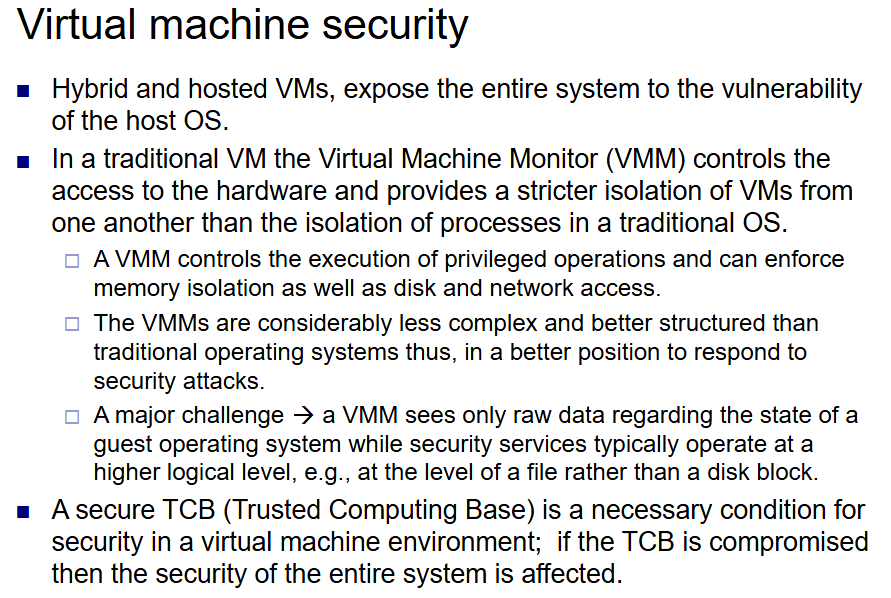 Virtual machine security
Hybrid and hosted VMs, expose the entire system to the vulnerability
of the host OS.
In a traditional VM the Virtual Machine Monitor (VMM) controls the
access to the hardware and provides a stricter isolation of VMs from
one another than the isolation of processes in a traditional OS.
A VMM controls the execution of privileged operations and can enforce
memory isolation as well as disk and network access.
The VMMs are considerably less complex and better structured than
traditional operating systems thus, in a better position to respond to
security attacks.
A major challenge → a VMM sees only raw data regarding the state of a
guest operating system while security services typically operate at a
higher logical level, e.g., at the level of a file rather than a disk block.
A secure TCB (Trusted Computing Base) is a necessary condition for
security in a virtual machine environment;  if the TCB is compromised
then the security of the entire system is affected.